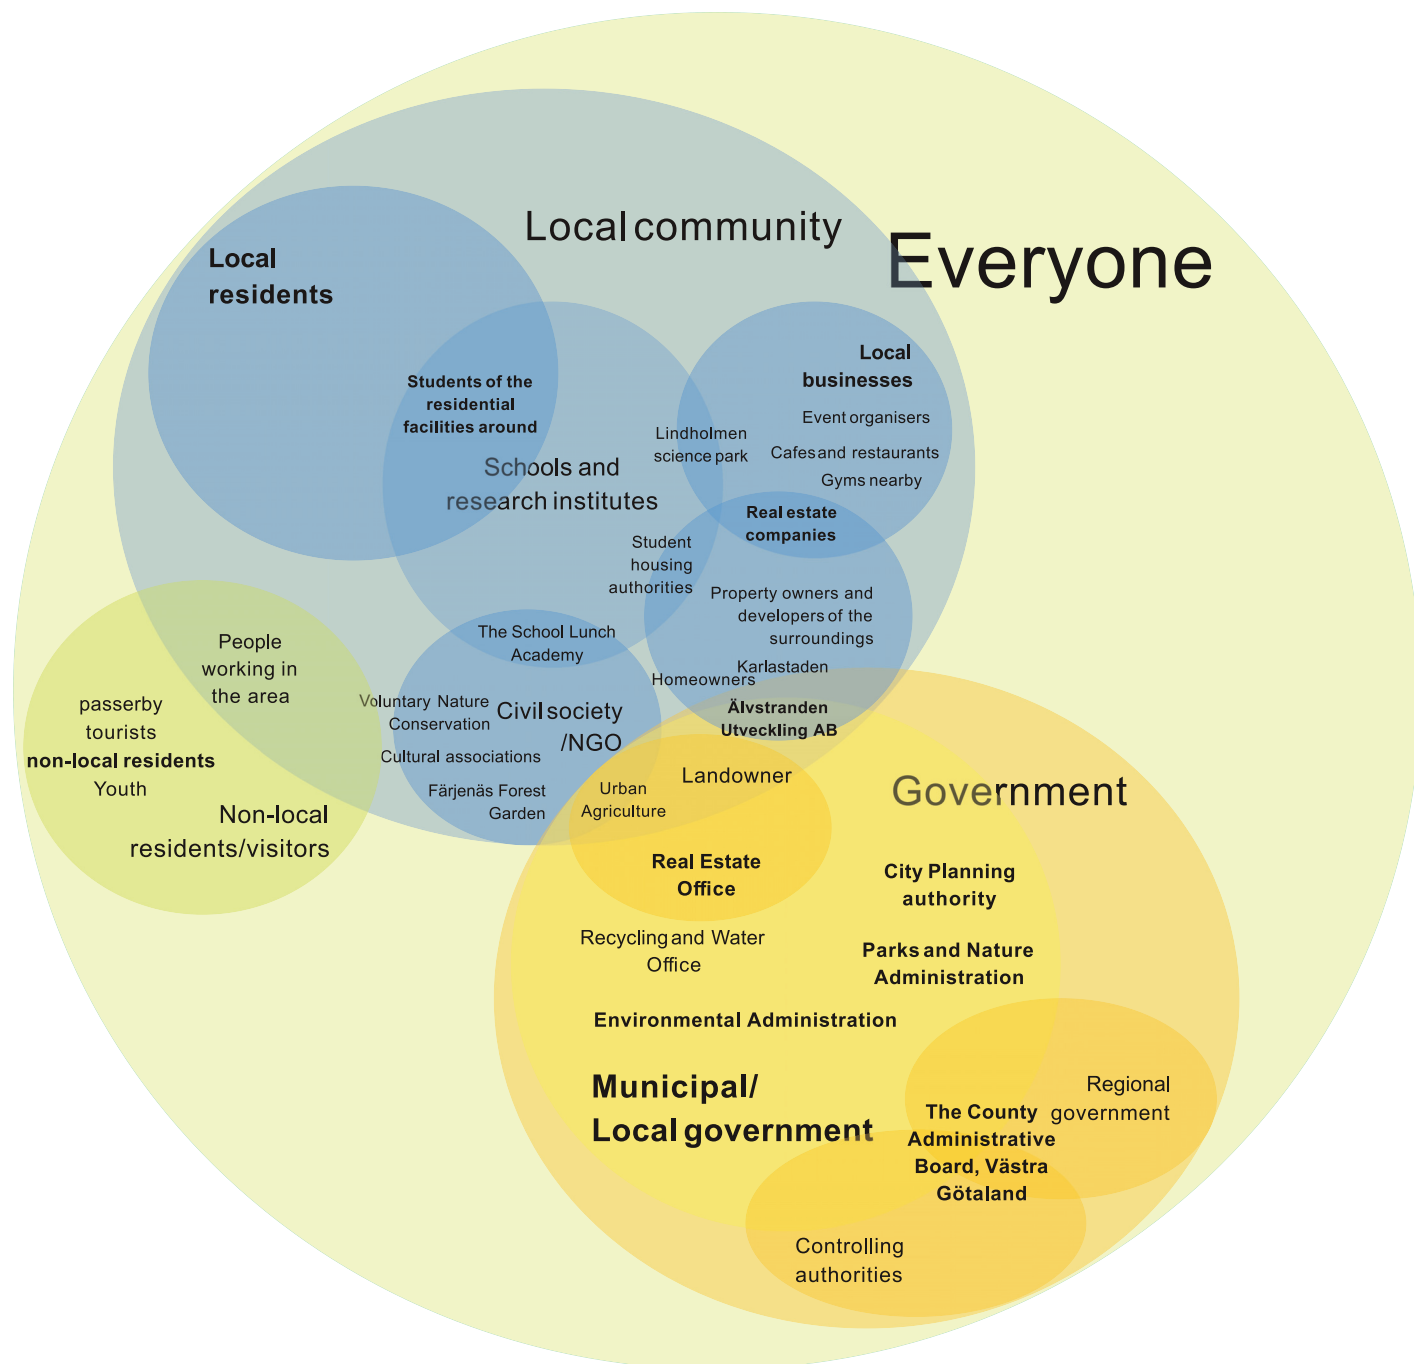 Local community
Everyone
Local
residents
Local
businesses
Event organisers
Cafes and restaurants
Gyms nearby
Students of the
residential
facilities around
Lindholmen
science park
Schools and
research institutes
Real estate
companies
Student
housing
authorities
Property owners and
developers of the
surroundings
Karlastaden
Homeowners
Älvstranden
Utveckling AB
The School Lunch
Academy
Voluntary Nature
Conservation
Civil society
/NGO
Cultural associations
Färjenäs Forest
Garden
Urban
Agriculture
People
working in
the area
passerby
tourists
non-local residents
Youth
Non-local
residents/visitors
Landowner
Government
Real Estate
Office
City Planning
authority
Recycling and Water
Office
Parks and Nature
Administration
Environmental Administration
Municipal/
Local government
Regional
government
The County
Administrative
Board, Västra
Götaland
Controlling
authorities